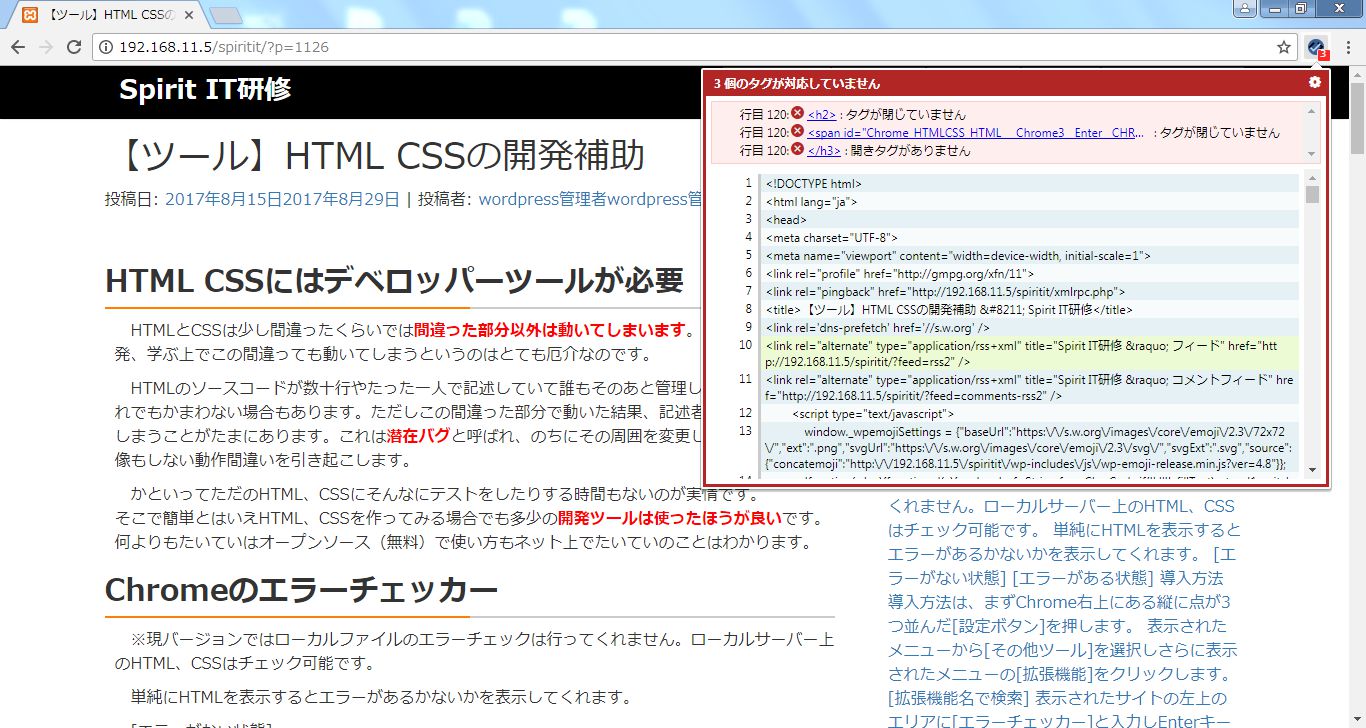 【ツール】HTML CSSの
192.168.11.5/spiritit/?p=1126
3
Spirit IT研修
【ツール】HTML CSSの開発補助
投稿日: 2017年8月15日2017年8月29日 | 投稿者: wordpress管理者wordpress管
HTML CSSにはデベロッパーツールが必要
HTMLとCSSは少し間違ったくらいでは間違った部分以外は動いてしまいます。
発、学ぶ上でこの間違っても動いてしまうというのはとても厄介なのです。
HTMLのソースコードが数十行やたった一人で記述していて誰もそのあと管理し
れでもかまわない場合もあります。ただしこの間違った部分で動いた結果、記述者
しまうことがたまにあります。これは潜在バグと呼ばれ、のちにその周囲を変更し
像もしない動作間違いを引き起こします。
かといってただのHTML、CSSにそんなにテストをしたりする時間もないのが実情です。
そこで簡単とはいえHTML、CSSを作ってみる場合でも多少の開発ツールは使ったほうが良いです。
何よりもたいていはオープンソース（無料）で使い方もネット上でたいていのことはわかります。
Chromeのエラーチェッカー
※現バージョンではローカルファイルのエラーチェックは行ってくれません。ローカルサーバー上
のHTML、CSSはチェック可能です。
単純にHTMLを表示するとエラーがあるかないかを表示してくれます。
[エラーがない状態]
3 個のタグが対応していません
行目 120: <h2> : タグが閉じていません
行目 120: <span id="Chrome_HTMLCSS_HTML__Chrome3__Enter__CHR... : タグが閉じていません
行目 120: </h3> : 開きタグがありません
1 <!DOCTYPE html>
2 <html lang="ja">
3 <head>
4 <meta charset="UTF-8">
5 <meta name="viewport" content="width=device-width, initial-scale=1">
6 <link rel="profile" href="http://gmpg.org/xfn/11">
7 <link rel="pingback" href="http://192.168.11.5/spiritit/xmlrpc.php">
8 <title>【ツール】HTML CSSの開発補助 &#8211; Spirit IT研修</title>
9 <link rel='dns-prefetch' href='//s.w.org' />
10 <link rel="alternate" type="application/rss+xml" title="Spirit IT研修 &raquo; フィード" href="htt
p://192.168.11.5/spiritit/?feed=rss2" />
11 <link rel="alternate" type="application/rss+xml" title="Spirit IT研修 &raquo; コメントフィード" hre
f="http://192.168.11.5/spiritit/?feed=comments-rss2" />
12 <script type="text/javascript">
13 window._wpemojiSettings = {"baseUrl":"https:\/\/s.w.org\/images\/core\/emoji\/2.3\/72x72
\/","ext":".png","svgUrl":"https:\/\/s.w.org\/images\/core\/emoji\/2.3\/svg\/","svgExt":".svg","source":
{"concatemoji":"http:\/\/192.168.11.5\/spiritit\/wp-includes\/js\/wp-emoji-release.min.js?ver=4.8"}};
くれません。ローカルサーバー上のHTML、CSS
はチェック可能です。 単純にHTMLを表示すると
エラーがあるかないかを表示してくれます。 [エ
ラーがない状態] [エラーがある状態] 導入方法
導入方法は、まずChrome右上にある縦に点が3
つ並んだ[設定ボタン]を押します。 表示された
メニューから[その他ツール]を選択しさらに表示
されたメニューの[拡張機能]をクリックします。
[拡張機能名で検索] 表示されたサイトの左上の
エリアに[エラーチェッカー]と入力しEnterキー